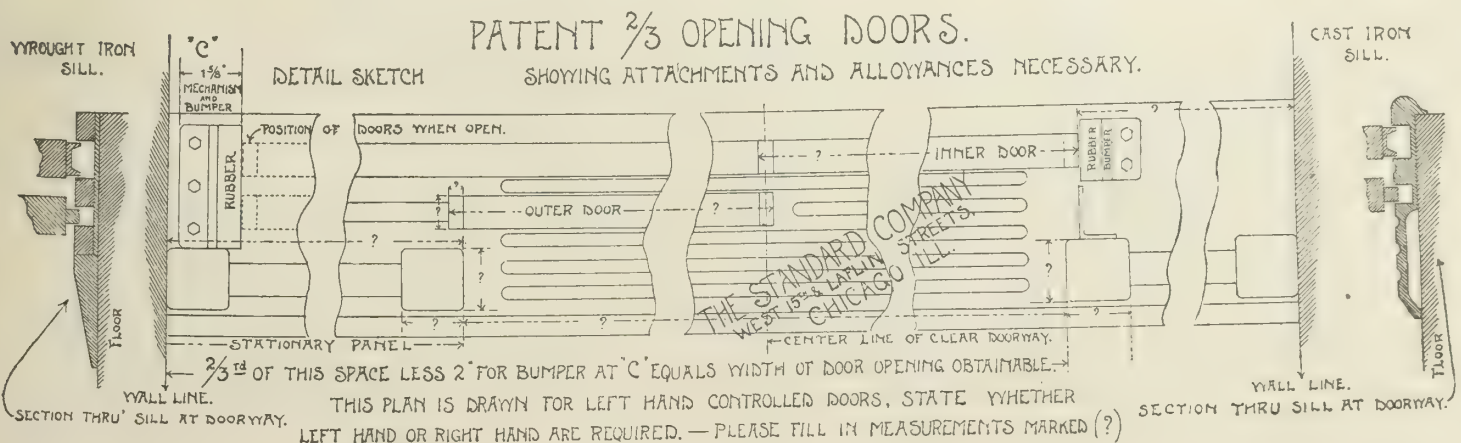 PATENT 2/3 OPENING DOORS.
SHOWING ATTACHMENTS AND ALLOWANCES NECESSARY.
WROUGHT IRON
SILL.
"C"
1 5/8"
MECHANISM
AND
BUMPER
DETAIL SKETCH
CAST IRON
SILL.
POSITION OF DOORS WHEN OPEN.
RUBBER
?
INNER DOOR
RUBBER
BUMPER
?
?
?
OUTER DOOR
?
?
?
?
THE STANDARD COMPANY
WEST 15TH & LAFLIN STREETS,
CHICAGO ILL.
?
?
?
?
STATIONARY PANEL
CENTER LINE OF CLEAR DOORWAY.
FLOOR
FLOOR
2/3rd OF THIS SPACE LESS 2" FOR BUMPER AT "C" EQUALS WIDTH OF DOOR OPENING OBTAINABLE.
WALL LINE.
WALL LINE.
SECTION THRU' SILL AT DOORWAY.
SECTION THRU SILL AT DOORWAY.
THIS PLAN IS DRAWN FOR LEFT HAND CONTROLLED DOORS, STATE WHETHER
LEFT HAND OR RIGHT HAND ARE REQUIRED. — PLEASE FILL IN MEASUREMENTS MARKED (?)